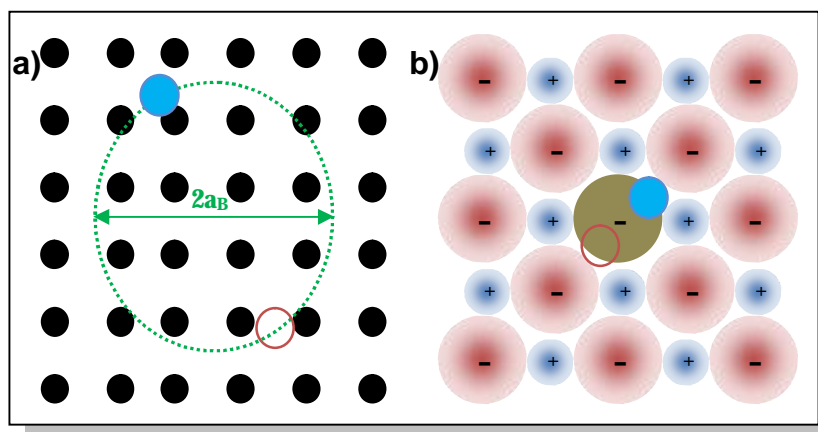 a)
b)
2aB
- + - + -
+ - + - +
- + - + -
+ - + - +
- + - + -